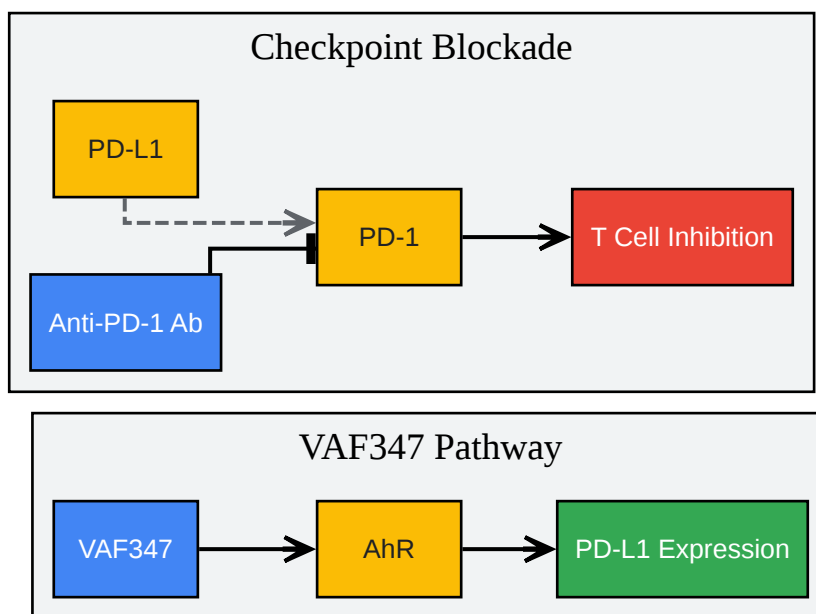 Checkpoint Blockade
PD-L1
PD-1
T Cell Inhibition
Anti-PD-1 Ab
VAF347 Pathway
VAF347
AhR
PD-L1 Expression